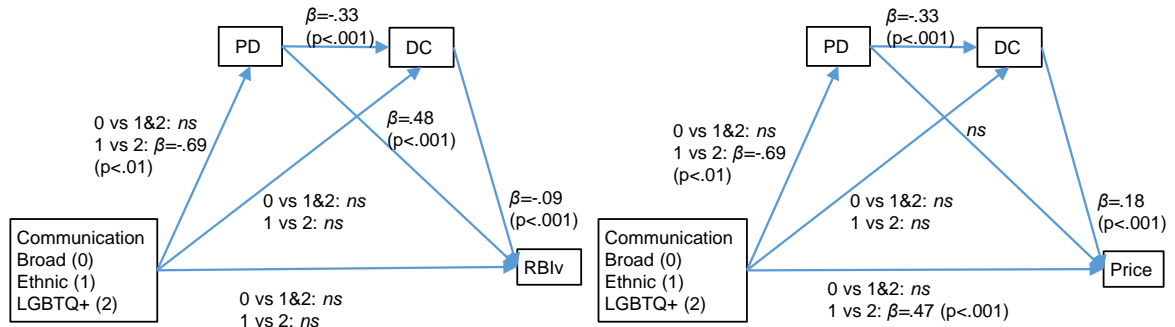 β=-.33
(p<.001)
PD
DC
0 vs 1&2: ns
1 vs 2: β=-.69
(p<.01)
β=.48
(p<.001)
0 vs 1&2: ns
1 vs 2: ns
β=-.09
(p<.001)
Communication
Broad (0)
Ethnic (1)
LGBTQ+ (2)
RBIv
0 vs 1&2: ns
1 vs 2: ns
β=-.33
(p<.001)
PD
DC
0 vs 1&2: ns
1 vs 2: β=-.69
(p<.01)
ns
0 vs 1&2: ns
1 vs 2: ns
β=.18
(p<.001)
Communication
Broad (0)
Ethnic (1)
LGBTQ+ (2)
Price
0 vs 1&2: ns
1 vs 2: β=.47 (p<.001)